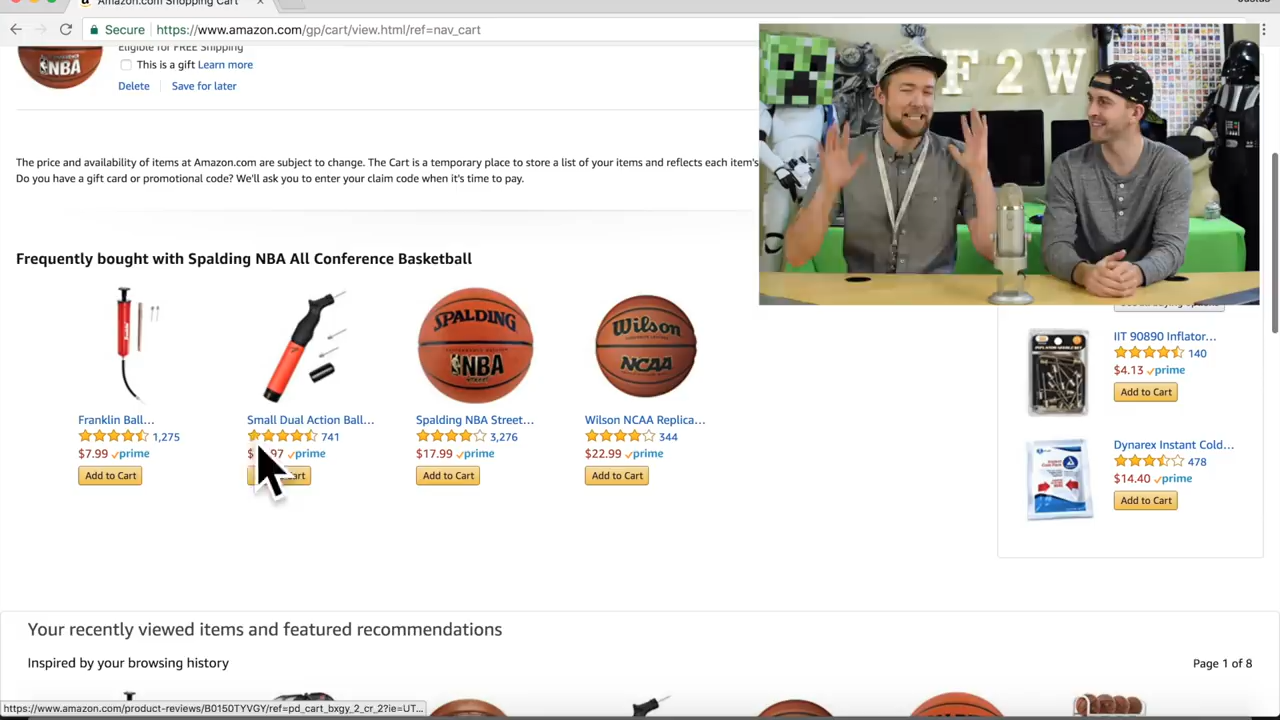 Amazon.com Shopping Cart
Secure https://www.amazon.com/gp/cart/view.html/ref=nav_cart
Eligible for FREE Shipping
This is a gift Learn more
Delete Save for later
NBA
F2W
The price and availability of items at Amazon.com are subject to change. The Cart is a temporary place to store a list of your items and reflects each item's
Do you have a gift card or promotional code? We'll ask you to enter your claim code when it's time to pay.
Frequently bought with Spalding NBA All Conference Basketball
SPALDING
NBA
Wilson
NCAA
Franklin Ball...
1,275
$7.99 prime
Add to Cart
Small Dual Action Ball...
741
prime
Spalding NBA Street...
3,276
$17.99 prime
Add to Cart
Wilson NCAA Replica...
344
$22.99 prime
Add to Cart
IIT 90890 Inflator...
140
$4.13 prime
Add to Cart
Dynarex Instant Cold...
478
$14.40 prime
Add to Cart
Your recently viewed items and featured recommendations
Inspired by your browsing history
Page 1 of 8
https://www.amazon.com/product-reviews/B0150TYVGY/ref=pd_cart_bxgy_2_cr_2?ie=UT...